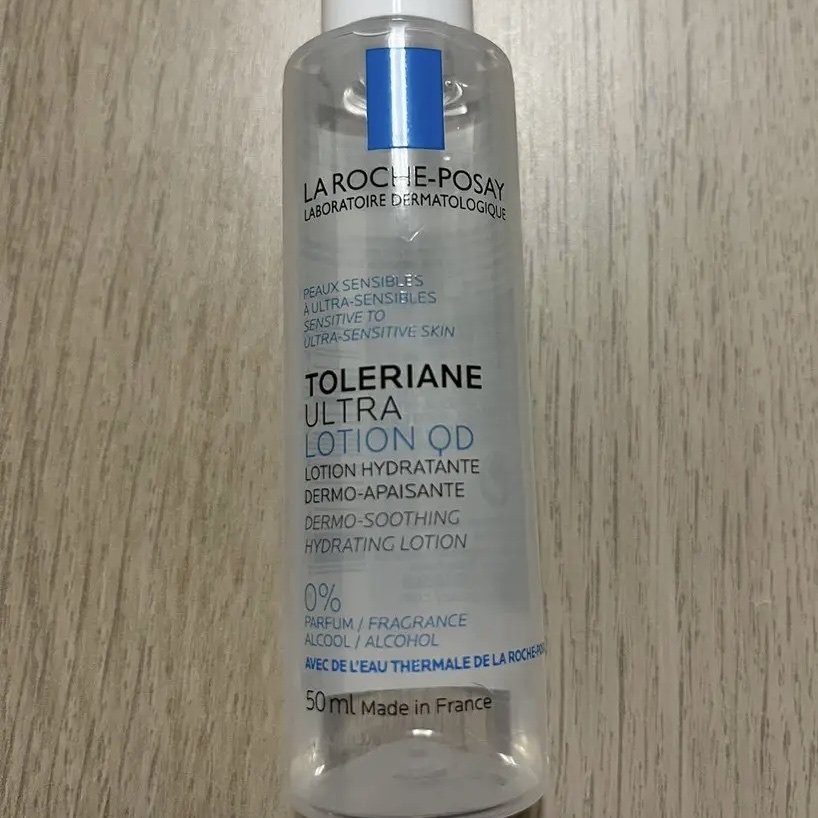 LA ROCHE-POSAY
LABORATOIRE DERMATOLOGIQUE
PEAUX SENSIBLES
À ULTRA-SENSIBLES
SENSITIVE TO
ULTRA-SENSITIVE SKIN
TOLERIANE
ULTRA
LOTION QD
LOTION HYDRATANTE
DERMO-APAISANTE
DERMO-SOOTHING
HYDRATING LOTION
0%
PARFUM / FRAGRANCE
ALCOOL / ALCOHOL
AVEC DE L'EAU THERMALE DE LA ROCHE-PO
50 ml Made in France